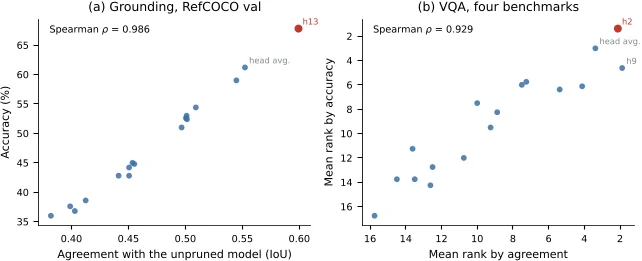 (a) Grounding, RefCOCO val
Spearman ρ = 0.986
h13
head avg.
65
60
55
50
45
40
35
Accuracy (%)
0.40 0.45 0.50 0.55 0.60
Agreement with the unpruned model (IoU)
(b) VQA, four benchmarks
Spearman ρ = 0.929
h2
head avg.
h9
2
4
6
8
10
12
14
16
Mean rank by accuracy
16 14 12 10 8 6 4 2
Mean rank by agreement